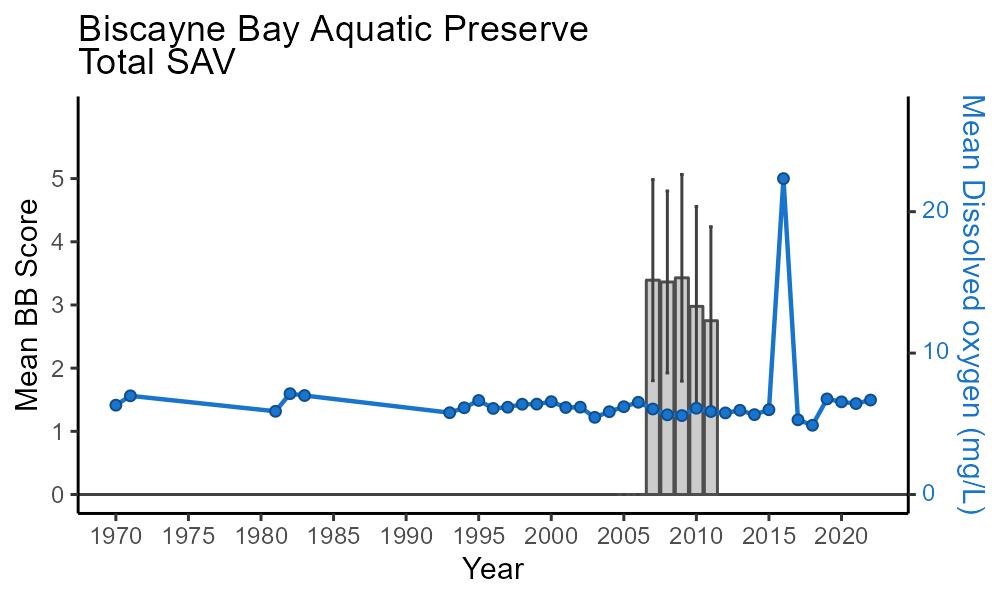 Biscayne Bay Aquatic Preserve
Total SAV
Mean BB Score
5
4
3
2
1
0
20
10
0
Mean Dissolved oxygen (mg/L)
1970 1975 1980 1985 1990 1995 2000 2005 2010 2015 2020
Year